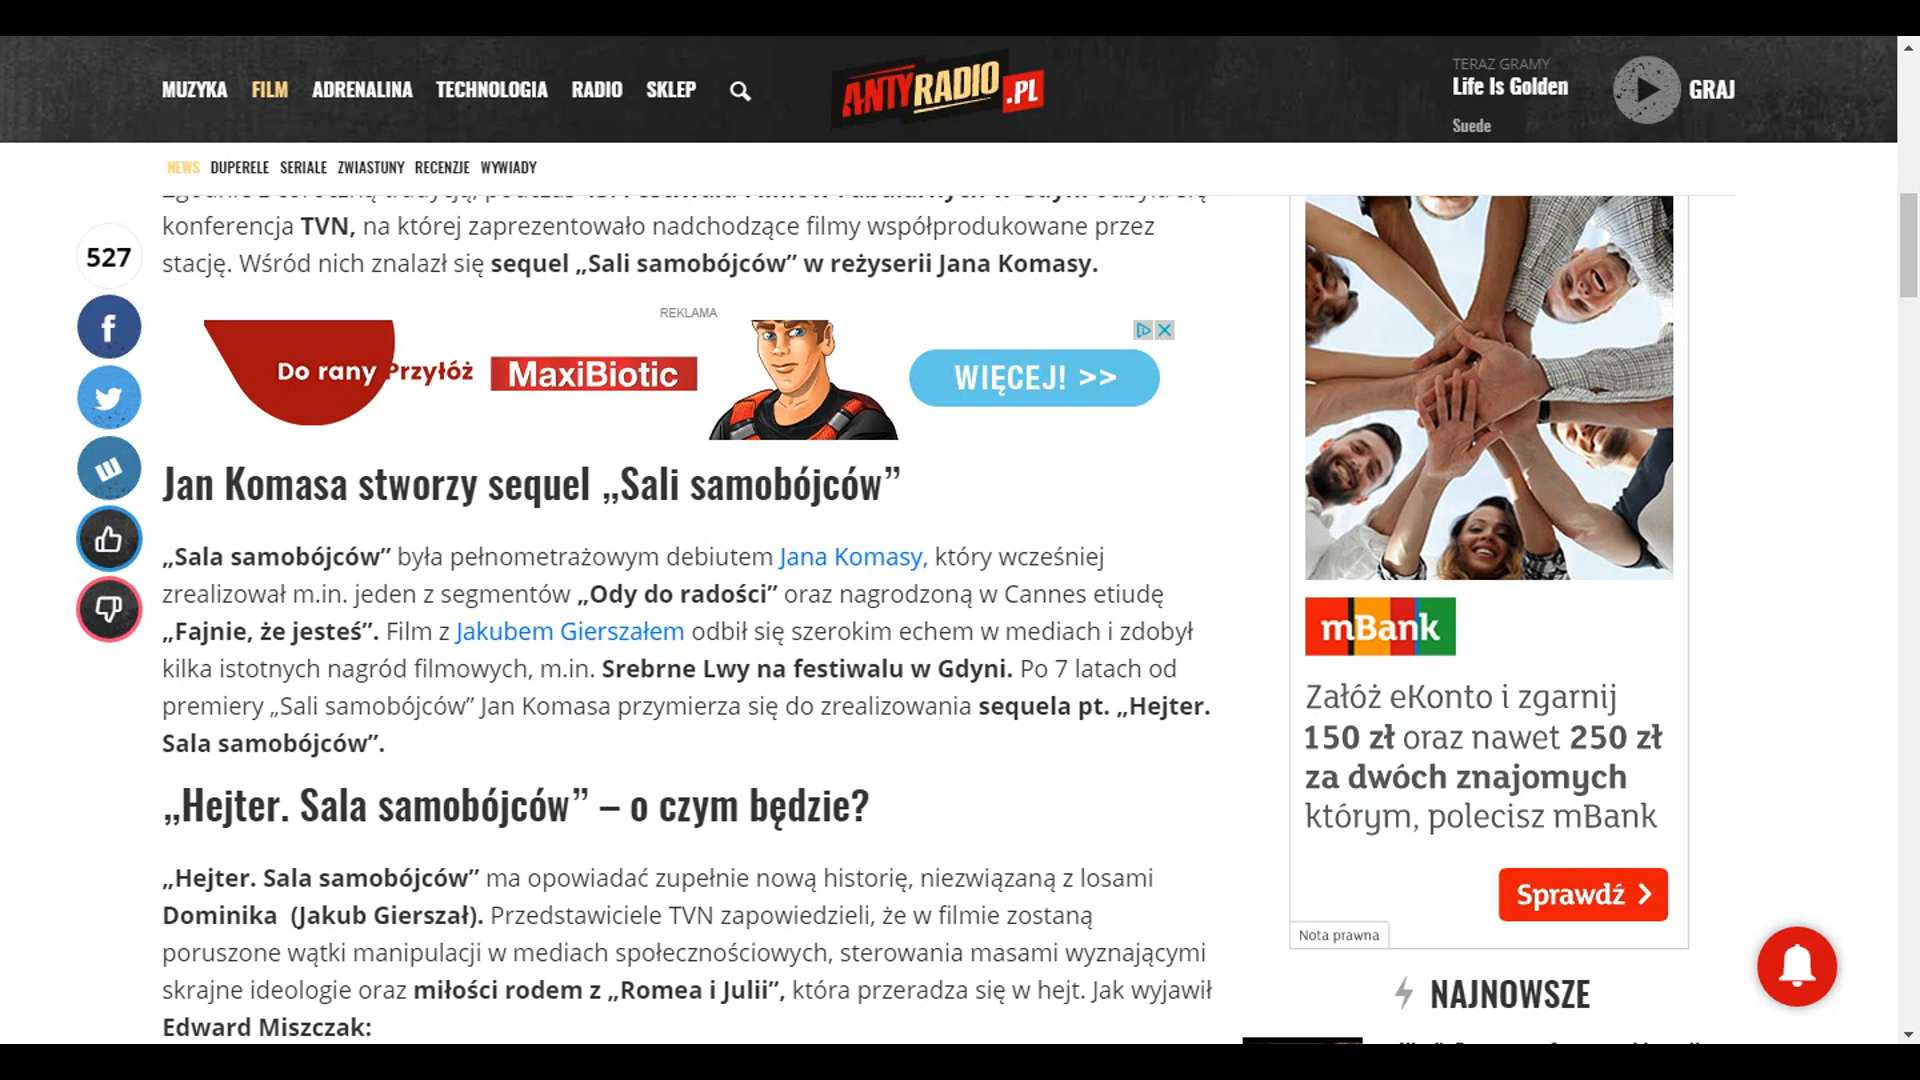 MUZYKA FILM ADRENALINA TECHNOLOGIA RADIO SKLEP
ANTYRADIO.PL
TERAZ GRAMY
Life Is Golden
Suede
GRAJ
NEWS DUPERELE SERIALE ZWIASTUNY RECENZJE WYWIADY
konferencja TVN, na której zaprezentowało nadchodzące filmy współprodukowane przez
stację. Wśród nich znalazł się sequel „Sali samobójców” w reżyserii Jana Komasy.
527
REKLAMA
Do rany Przyłóż MaxiBiotic WIĘCEJ! >>
Jan Komasa stworzy sequel „Sali samobójców”
„Sala samobójców” była pełnometrażowym debiutem Jana Komasy, który wcześniej
zrealizował m.in. jeden z segmentów „Ody do radości” oraz nagrodzoną w Cannes etiudę
„Fajnie, że jesteś”. Film z Jakubem Gierszałem odbił się szerokim echem w mediach i zdobył
kilka istotnych nagród filmowych, m.in. Srebrne Lwy na festiwalu w Gdyni. Po 7 latach od
premiery „Sali samobójców” Jan Komasa przymierza się do zrealizowania sequela pt. „Hejter.
Sala samobójców”.
„Hejter. Sala samobójców” – o czym będzie?
„Hejter. Sala samobójców” ma opowiadać zupełnie nową historię, niezwiązaną z losami
Dominika (Jakub Gierszał). Przedstawiciele TVN zapowiedzieli, że w filmie zostaną
poruszone wątki manipulacji w mediach społecznościowych, sterowania masami wyznającymi
skrajne ideologie oraz miłości rodem z „Romea i Julii”, która przeradza się w hejt. Jak wyjawił
Edward Miszczak:
mBank
Załóż eKonto i zgarnij
150 zł oraz nawet 250 zł
za dwóch znajomych
którym, polecisz mBank
Sprawdź
Nota prawna
NAJNOWSZE